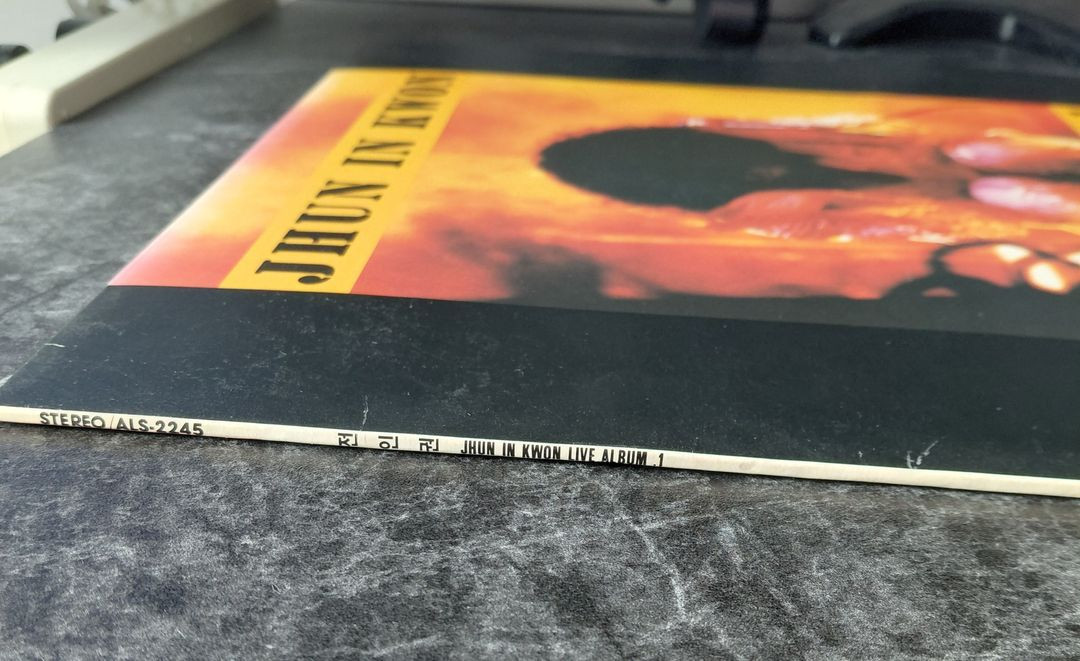 JHUN IN KWON
STEREO/ALS-2245 전 인 권 JHUN IN KWON LIVE ALBUM .1